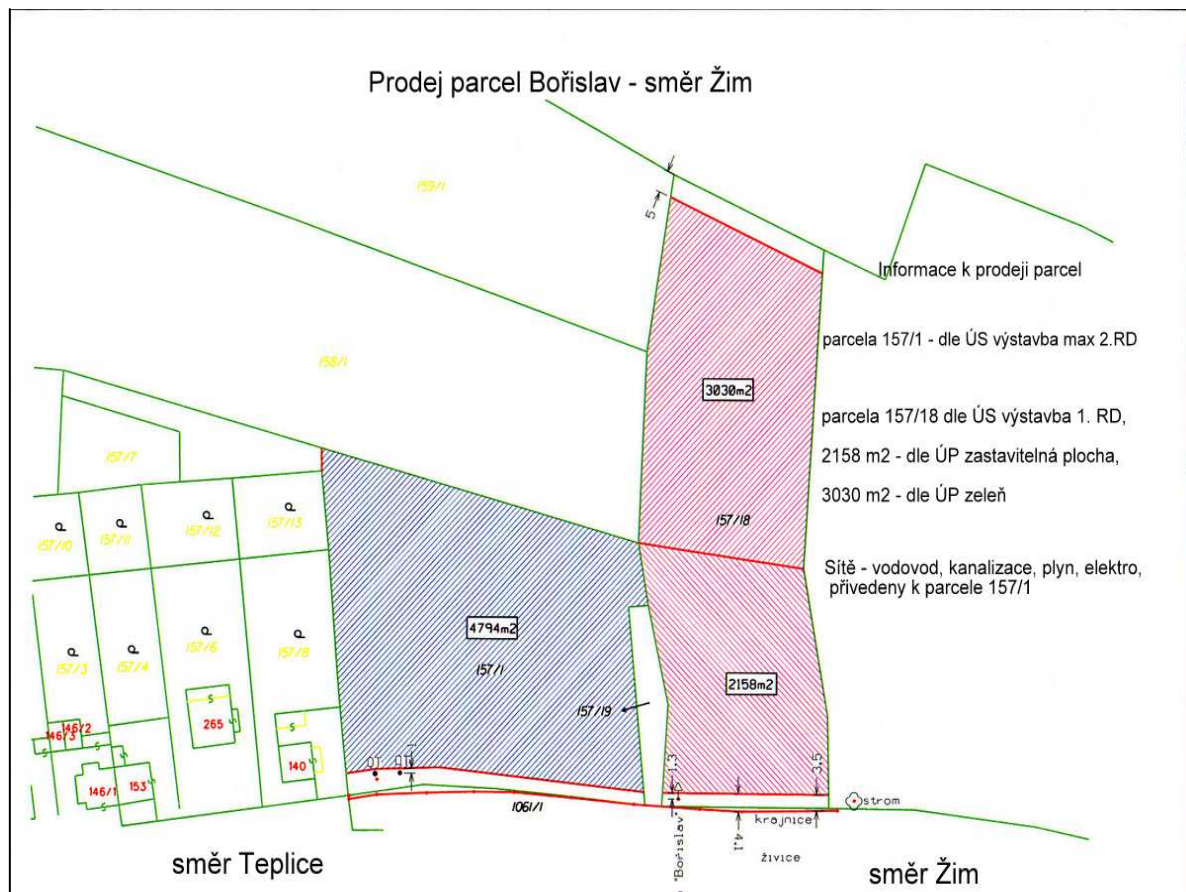 Prodej parcel Bořislav - směr Žim
159/1
5
Informace k prodeji parcel
158/1
parcela 157/1 - dle ÚS výstavba max 2.RD
3030m2
parcela 157/18 dle ÚS výstavba 1. RD,
2158 m2 - dle ÚP zastavitelná plocha,
3030 m2 - dle ÚP zeleň
157/7
157/18
157/10
157/11
157/12
157/13
Sítě - vodovod, kanalizace, plyn, elektro,
přivedeny k parcele 157/1
4794m2
157/1
157/3
157/4
157/6
157/8
2158m2
157/19
265
146/2
146/3
140
146/1
153
1,3
3,5
strom
1061/1
"Bořislav"
krajnice
4,1
živice
směr Teplice
směr Žim